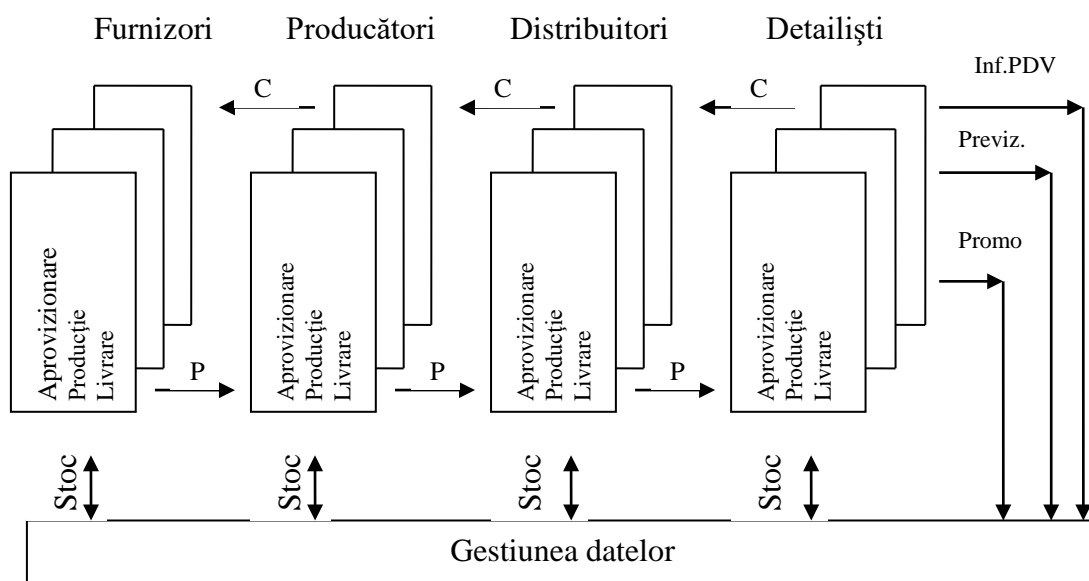 Furnizori Producători Distribuitori Detailişti
Inf.PDV
C C C
Previz.
Promo
Aprovizionare
Producţie
Livrare
Aprovizionare
Producţie
Livrare
Aprovizionare
Producţie
Livrare
Aprovizionare
Producţie
Livrare
P P P
Stoc Stoc Stoc Stoc
Gestiunea datelor